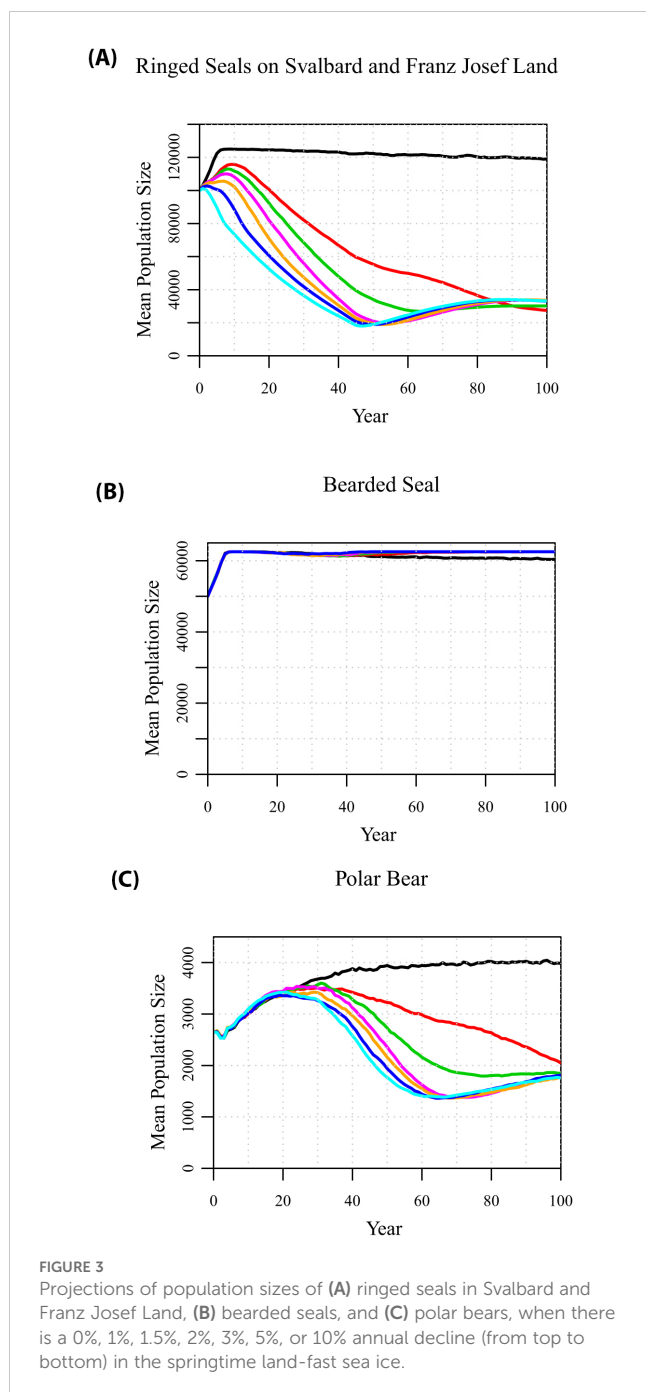 (A) Ringed Seals on Svalbard and Franz Josef Land
Mean Population Size
0 40000 80000 120000
0 20 40 60 80 100
Year
(B) Bearded Seal
Mean Population Size
0 20000 40000 60000
0 20 40 60 80 100
Year
(C) Polar Bear
Mean Population Size
0 1000 2000 3000 4000
0 20 40 60 80 100
Year
FIGURE 3
Projections of population sizes of (A) ringed seals in Svalbard and
Franz Josef Land, (B) bearded seals, and (C) polar bears, when there
is a 0%, 1%, 1.5%, 2%, 3%, 5%, or 10% annual decline (from top to
bottom) in the springtime land-fast sea ice.